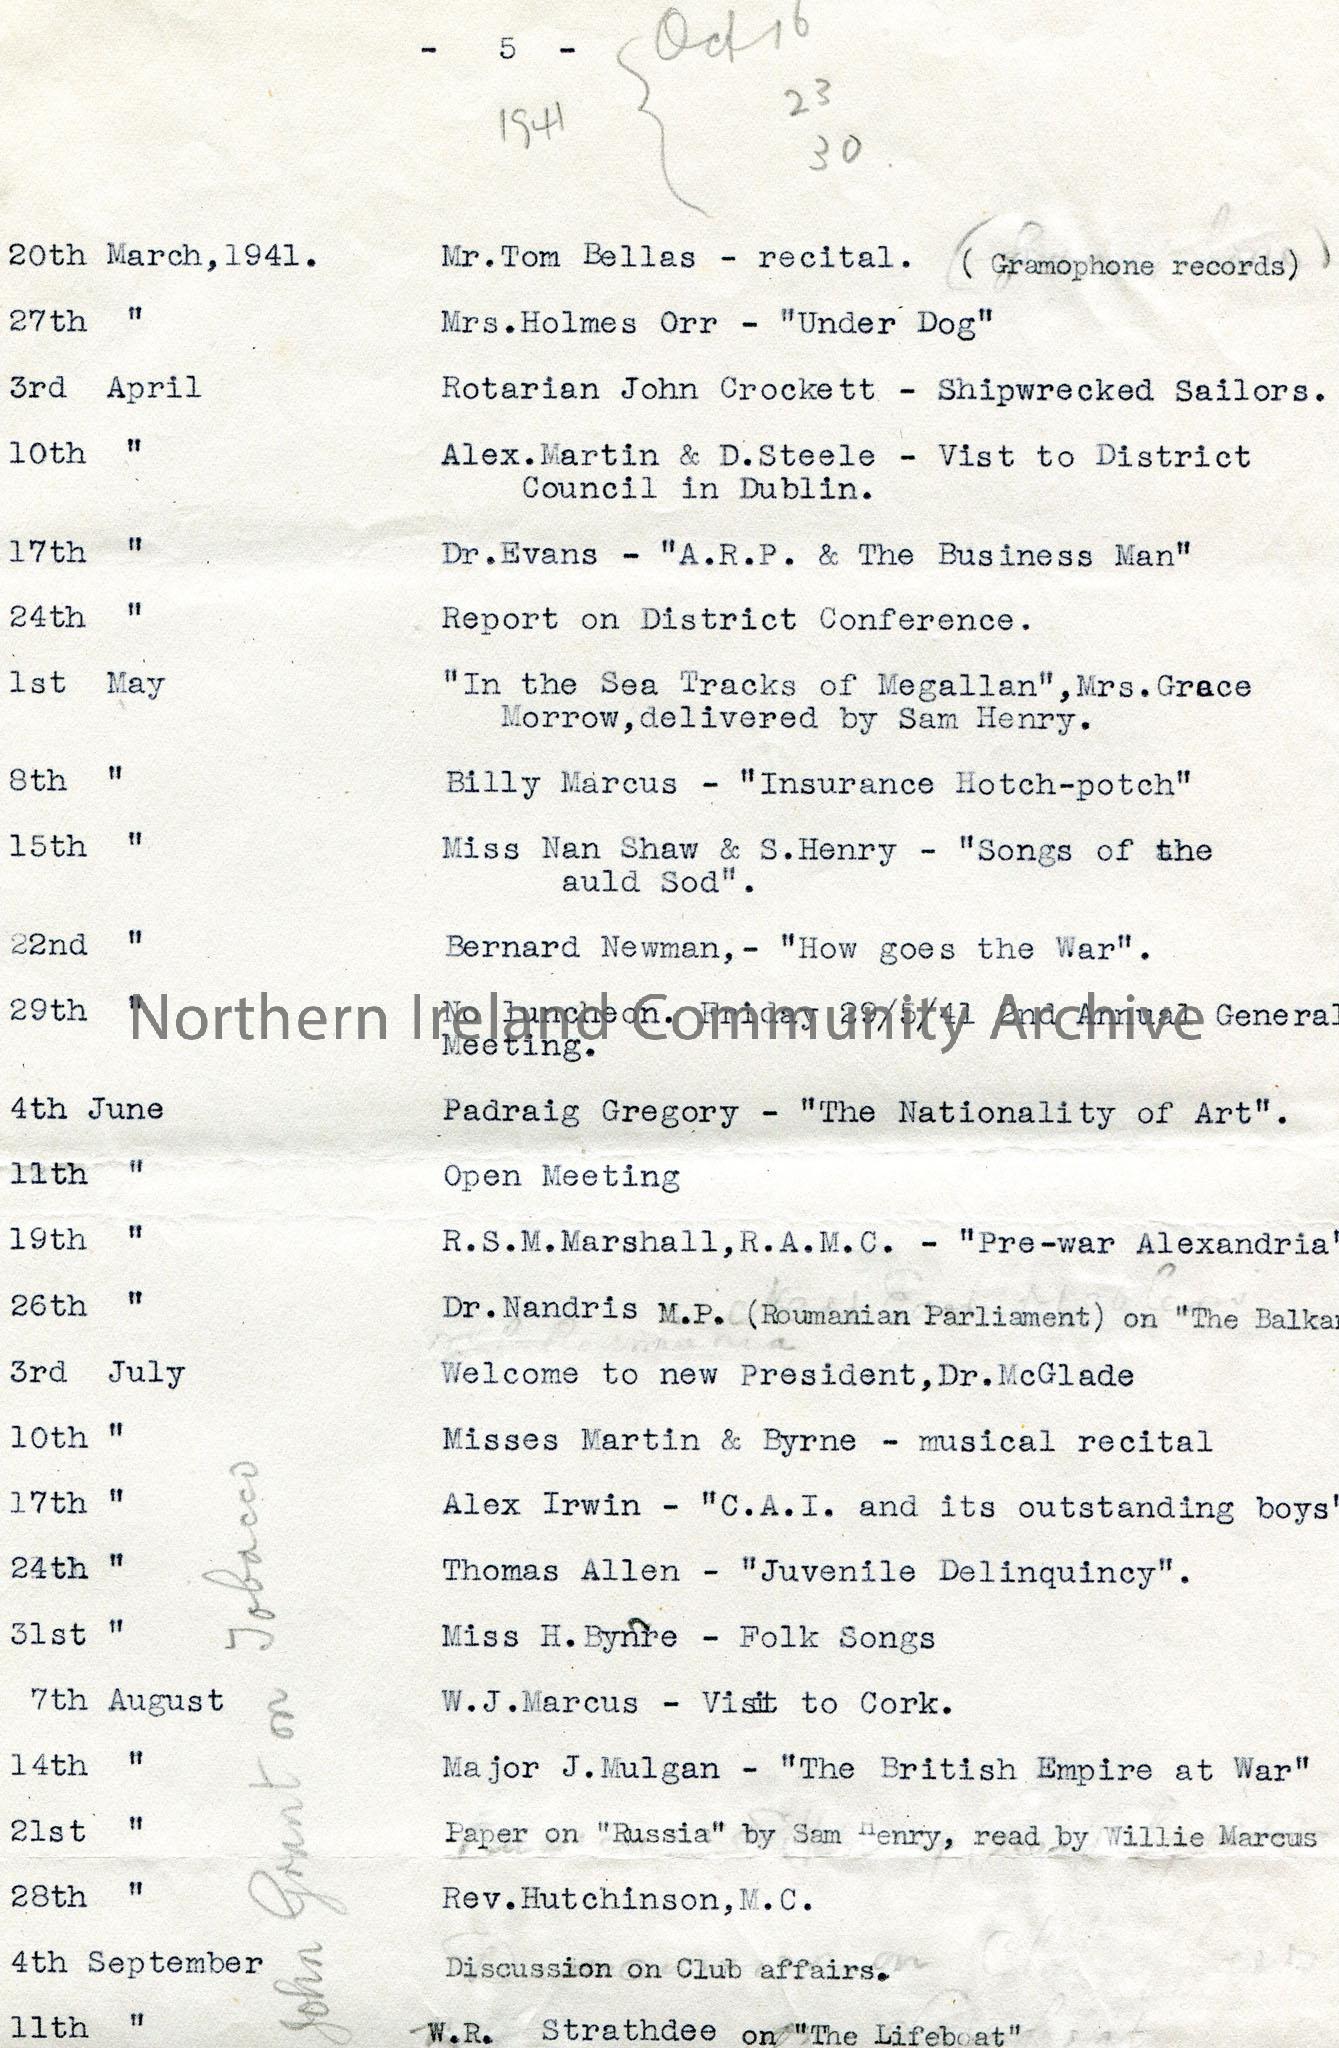 - 5 -
Oct 16
23
30
1941
20th March,1941. Mr.Tom Bellas - recital. ( Gramophone records)
27th " Mrs.Holmes Orr - "Under Dog"
3rd April Rotarian John Crockett - Shipwrecked Sailors.
10th " Alex.Martin & D.Steele - Vist to District
Council in Dublin.
17th " Dr.Evans - "A.R.P. & The Business Man"
24th " Report on District Conference.
1st May "In the Sea Tracks of Megallan",Mrs.Grace
Morrow,delivered by Sam Henry.
8th " Billy Marcus - "Insurance Hotch-potch"
15th " Miss Nan Shaw & S.Henry - "Songs of the
auld Sod".
22nd " Bernard Newman,- "How goes the War".
29th " No luncheon. Friday 29/5/41 2nd Annual General
Meeting.
Northern Ireland Community Archive
4th June Padraig Gregory - "The Nationality of Art".
11th " Open Meeting
19th " R.S.M.Marshall,R.A.M.C. - "Pre-war Alexandria"
26th " Dr.Nandris M.P. (Roumanian Parliament) on "The Balka
3rd July Welcome to new President,Dr.McGlade
10th " Misses Martin & Byrne - musical recital
17th " Alex Irwin - "C.A.I. and its outstanding boys"
24th " Thomas Allen - "Juvenile Delinquincy".
31st " Miss H.Bynre - Folk Songs
7th August W.J.Marcus - Visit to Cork.
14th " Major J.Mulgan - "The British Empire at War"
21st " Paper on "Russia" by Sam Henry, read by Willie Marcus
28th " Rev.Hutchinson,M.C.
4th September Discussion on Club affairs.
11th " W.R. Strathdee on "The Lifeboat"
John Grant on Tobacco